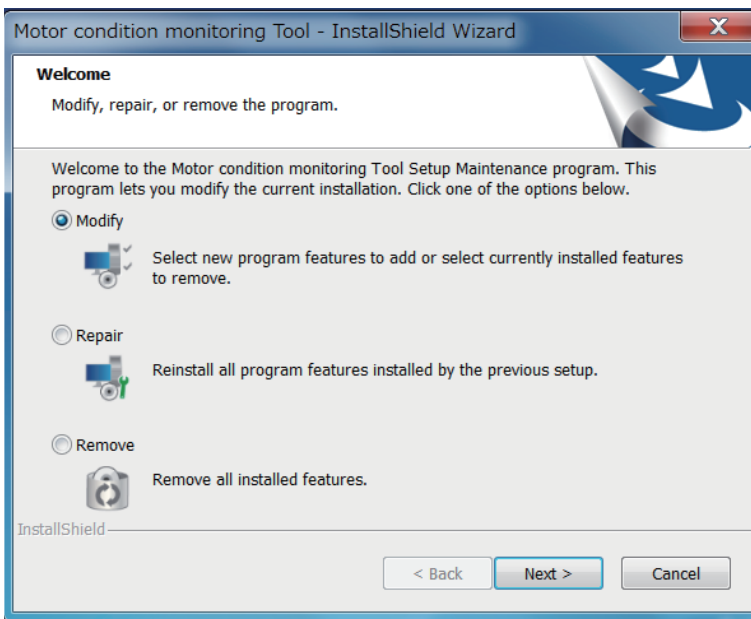 Motor condition monitoring Tool - InstallShield Wizard
X
Welcome
Modify, repair, or remove the program.
Welcome to the Motor condition monitoring Tool Setup Maintenance program. This
program lets you modify the current installation. Click one of the options below.
Modify
Select new program features to add or select currently installed features
to remove.
Repair
Reinstall all program features installed by the previous setup.
Remove
Remove all installed features.
InstallShield
< Back Next > Cancel